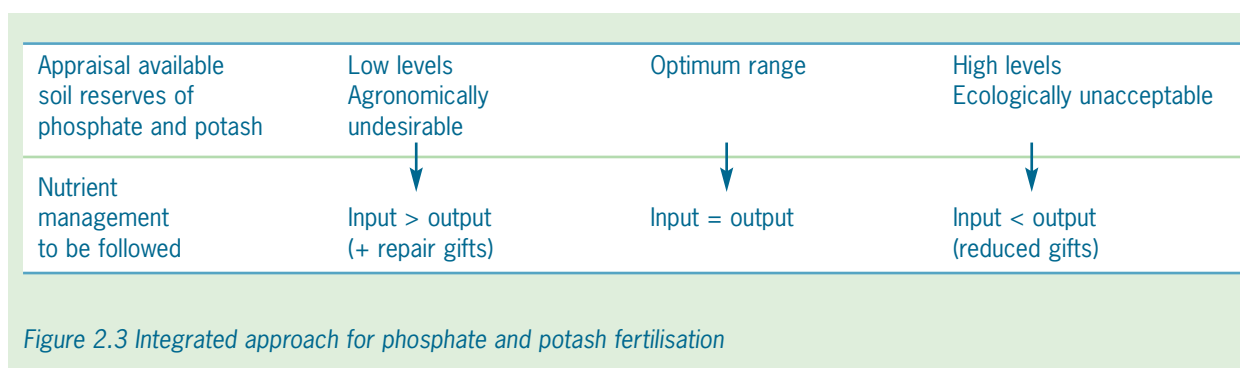 Appraisal available
soil reserves of
phosphate and potash
Low levels
Agronomically
undesirable
Optimum range
High levels
Ecologically unacceptable
Nutrient
management
to be followed
Input > output
(+ repair gifts)
Input = output
Input < output
(reduced gifts)
Figure 2.3 Integrated approach for phosphate and potash fertilisation